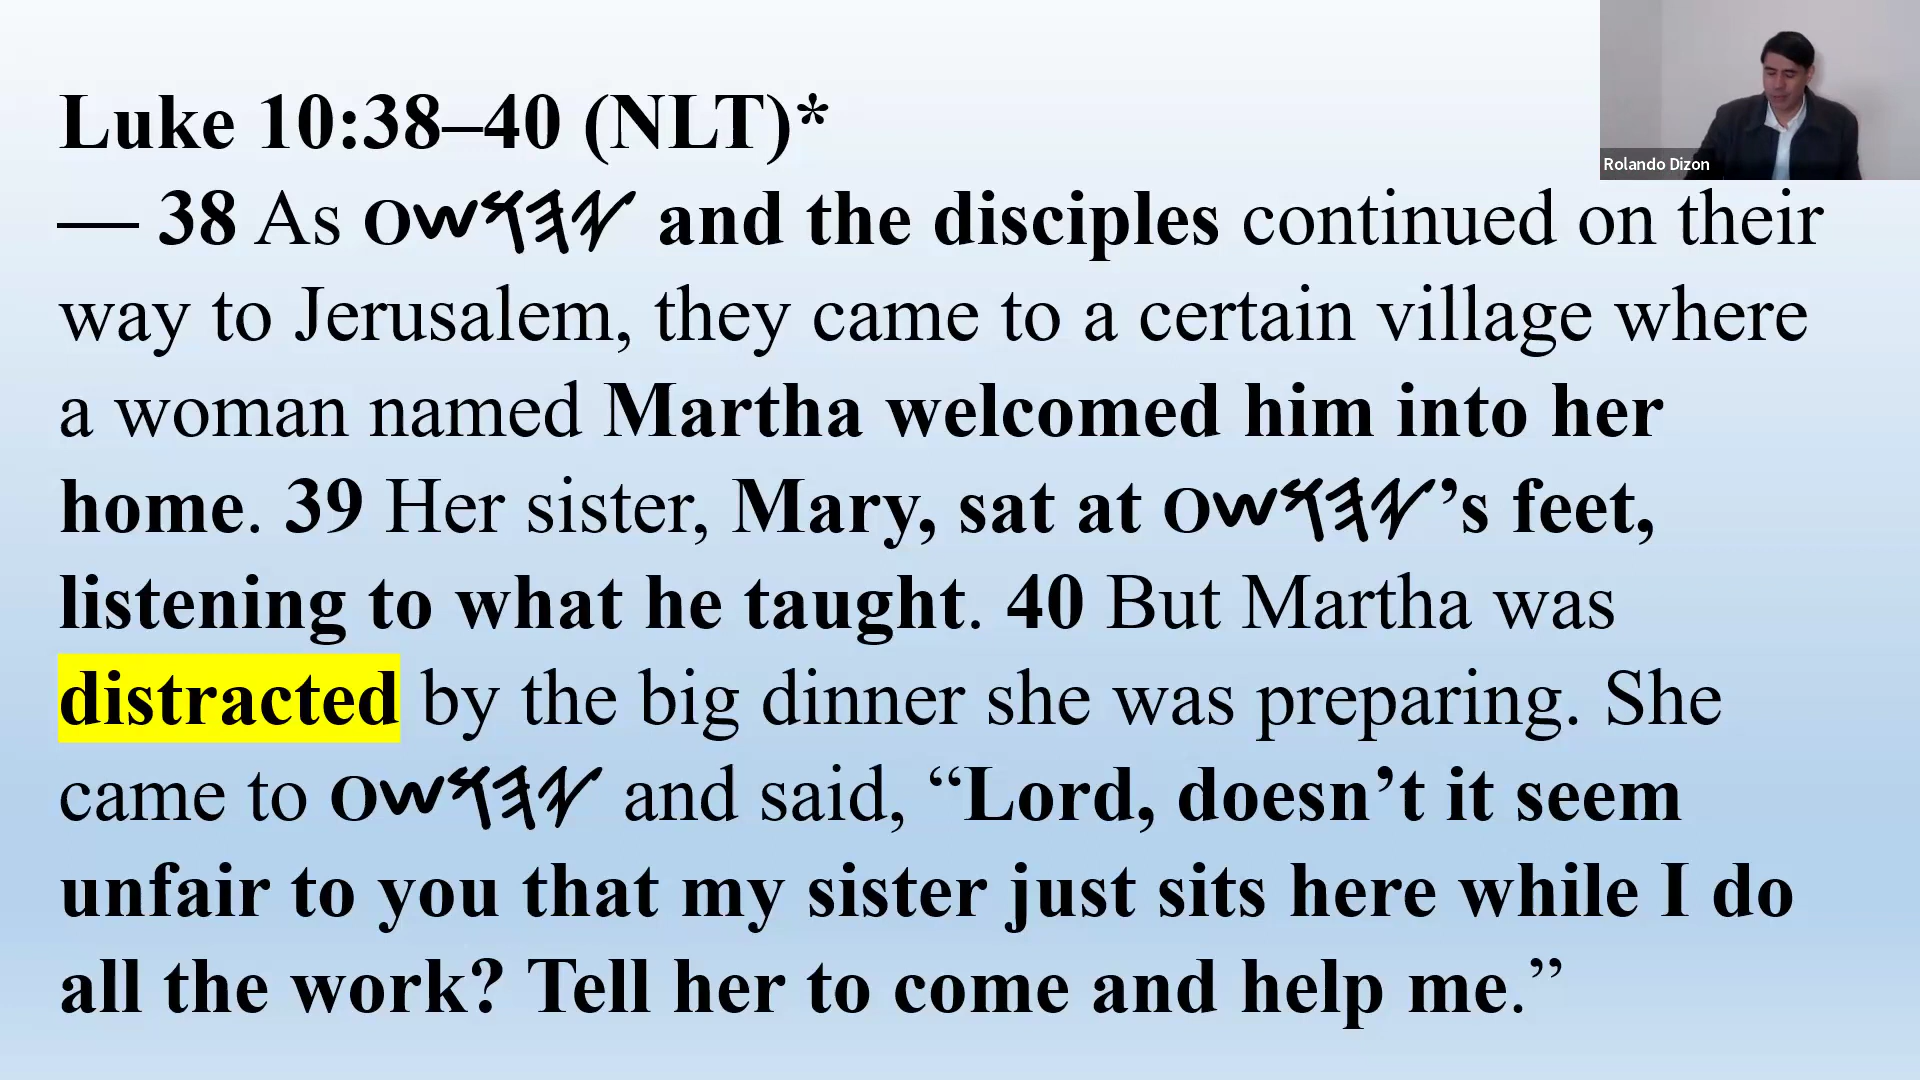 Rolando Dizon
Luke 10:38–40 (NLT)*
— 38 As 𐤉𐤄𐤅𐤔𐤏 and the disciples continued on their
way to Jerusalem, they came to a certain village where
a woman named Martha welcomed him into her
home. 39 Her sister, Mary, sat at 𐤉𐤄𐤅𐤔𐤏’s feet,
listening to what he taught. 40 But Martha was
distracted by the big dinner she was preparing. She
came to 𐤉𐤄𐤅𐤔𐤏 and said, “Lord, doesn’t it seem
unfair to you that my sister just sits here while I do
all the work? Tell her to come and help me.”